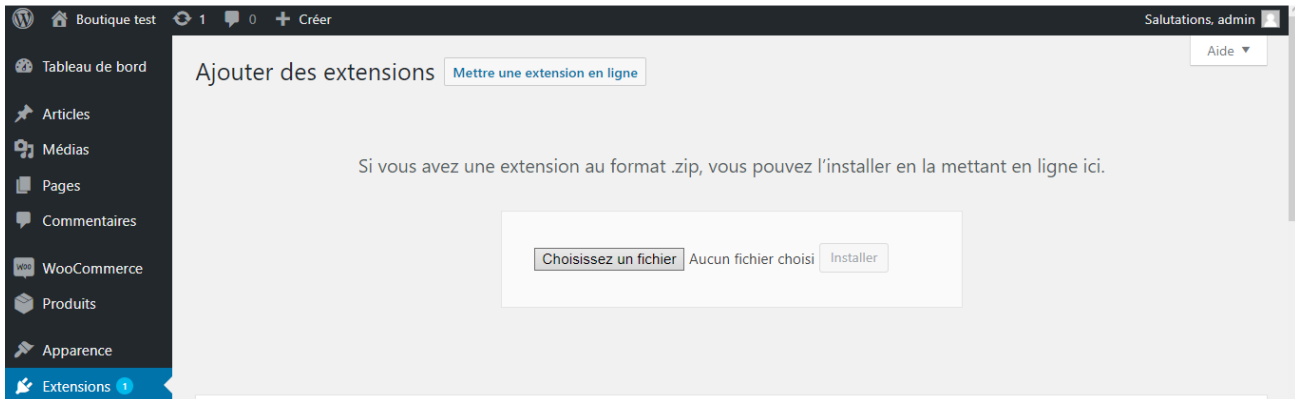 Boutique test 1 0 + Créer Salutations, admin
Aide ▼
Tableau de bord
Ajouter des extensions Mettre une extension en ligne
Articles
Médias
Si vous avez une extension au format .zip, vous pouvez l’installer en la mettant en ligne ici.
Pages
Commentaires
Choisissez un fichier Aucun fichier choisi Installer
WOO WooCommerce
Produits
Apparence
Extensions 1